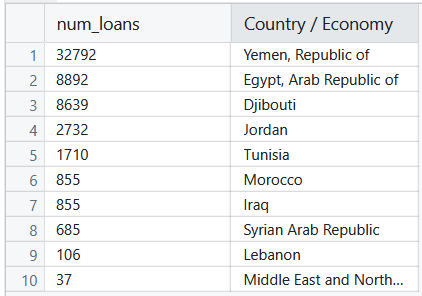 num_loans Country / Economy
1 32792 Yemen, Republic of
2 8892 Egypt, Arab Republic of
3 8639 Djibouti
4 2732 Jordan
5 1710 Tunisia
6 855 Morocco
7 855 Iraq
8 685 Syrian Arab Republic
9 106 Lebanon
10 37 Middle East and North...